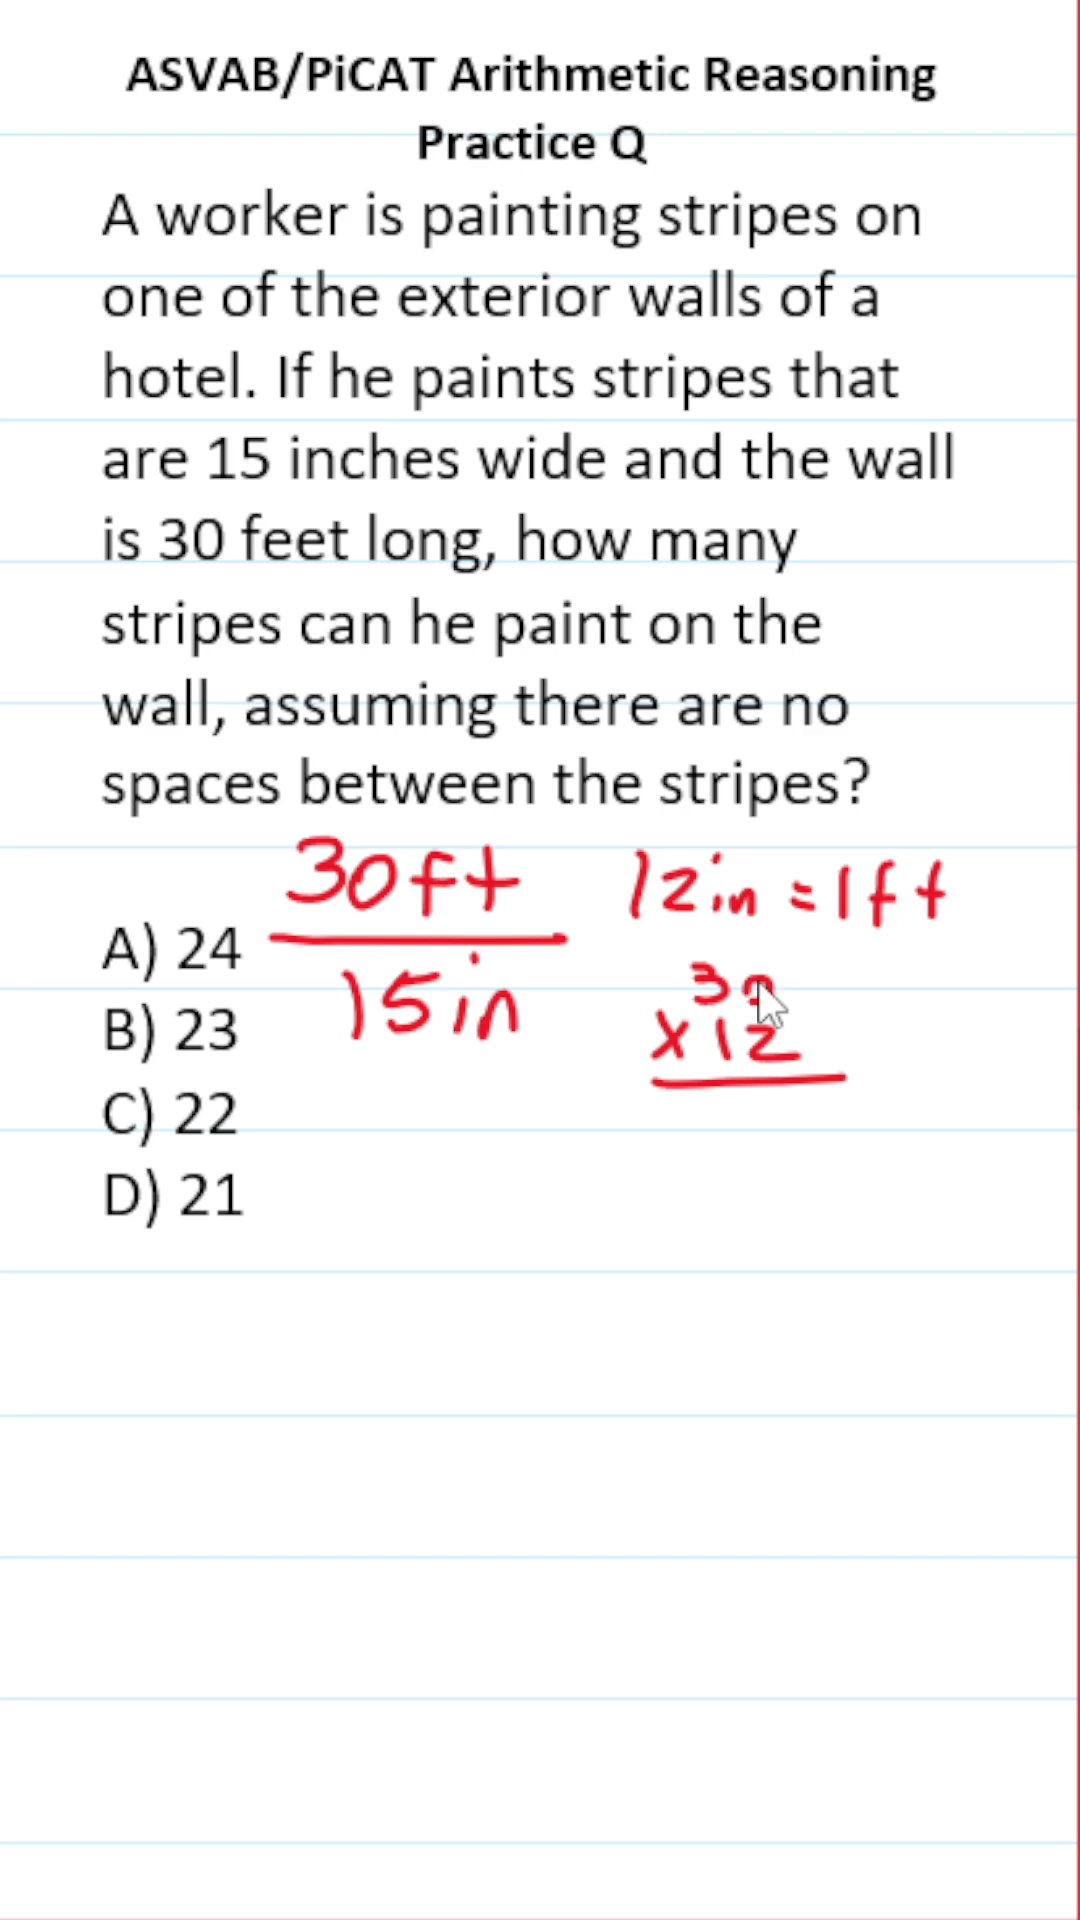 ASVAB/PiCAT Arithmetic Reasoning
Practice Q
A worker is painting stripes on
one of the exterior walls of a
hotel. If he paints stripes that
are 15 inches wide and the wall
is 30 feet long, how many
stripes can he paint on the
wall, assuming there are no
spaces between the stripes?
30ft
15in
12in = 1ft
30
x 12
A) 24
B) 23
C) 22
D) 21